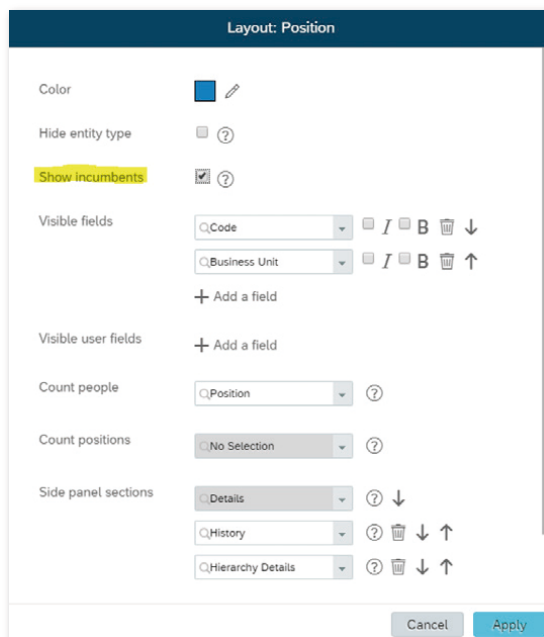 Layout: Position
Color
Hide entity type
Show incumbents
Visible fields
Code
I B
Business Unit
I B
+ Add a field
Visible user fields
+ Add a field
Count people
Position
Count positions
No Selection
Side panel sections
Details
History
Hierarchy Details
Cancel Apply